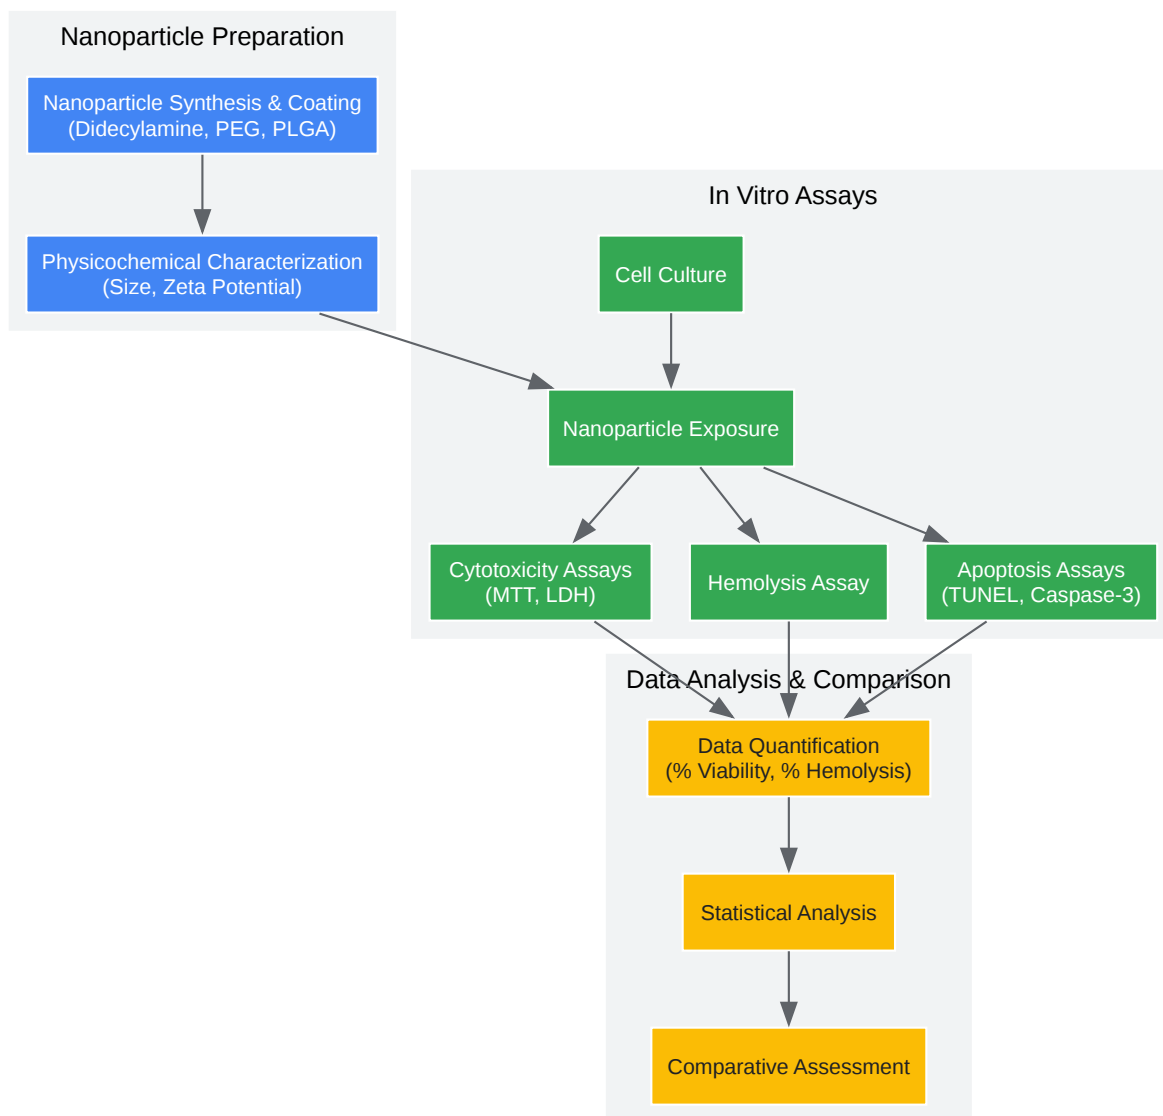 Nanoparticle Preparation
Nanoparticle Synthesis & Coating
(Didecylamine, PEG, PLGA)
Physicochemical Characterization
(Size, Zeta Potential)
In Vitro Assays
Cell Culture
Nanoparticle Exposure
Cytotoxicity Assays
(MTT, LDH)
Hemolysis Assay
Apoptosis Assays
(TUNEL, Caspase-3)
Data Analysis & Comparison
Data Quantification
(% Viability, % Hemolysis)
Statistical Analysis
Comparative Assessment